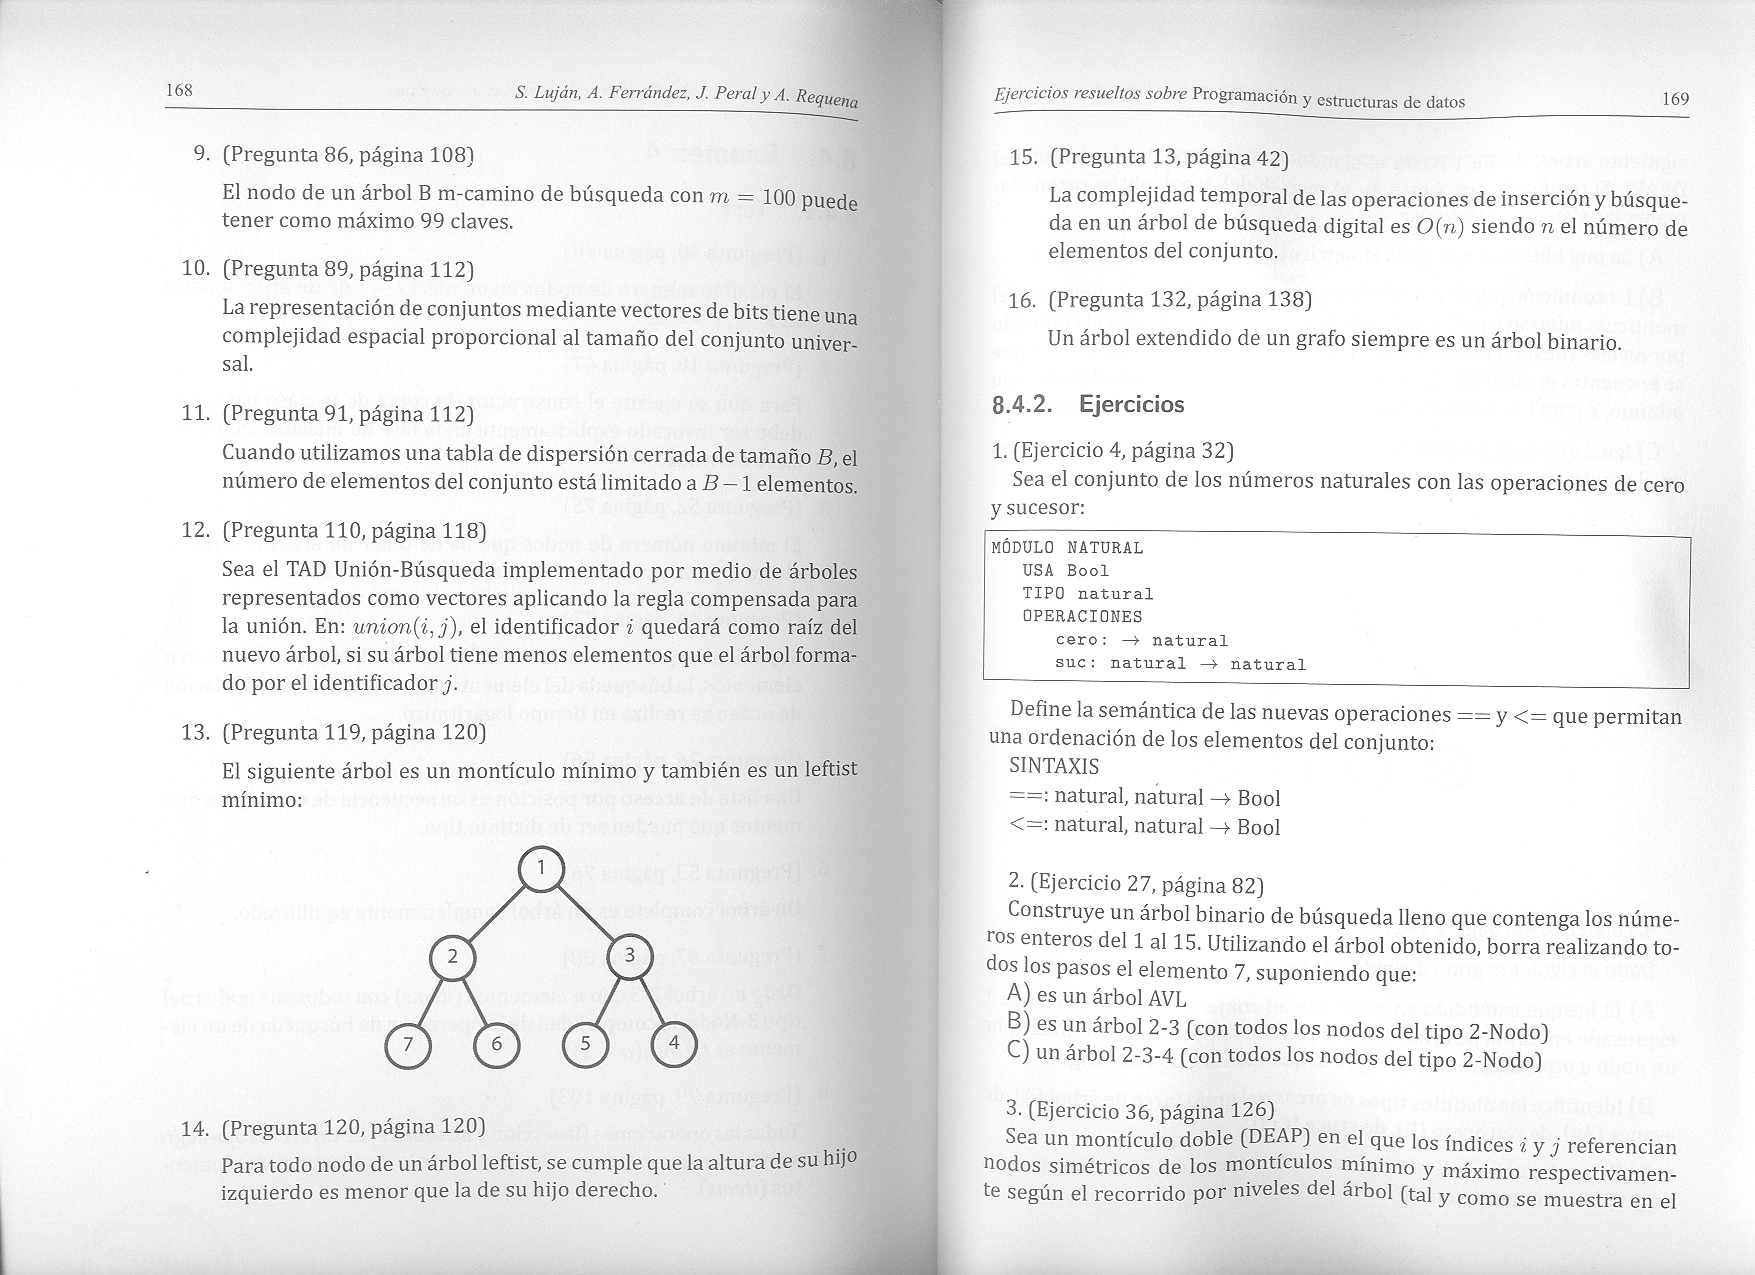 168
S. Luján, A. Ferrández, J. Peral y A. Requena
9. (Pregunta 86, página 108)
El nodo de un árbol B m-camino de búsqueda con m = 100 puede
tener como máximo 99 claves.
10. (Pregunta 89, página 112)
La representación de conjuntos mediante vectores de bits tiene una
complejidad espacial proporcional al tamaño del conjunto univer-
sal.
11. (Pregunta 91, página 112)
Cuando utilizamos una tabla de dispersión cerrada de tamaño B, el
número de elementos del conjunto está limitado a B − 1 elementos.
12. (Pregunta 110, página 118)
Sea el TAD Unión-Búsqueda implementado por medio de árboles
representados como vectores aplicando la regla compensada para
la unión. En: union(i, j), el identificador i quedará como raíz del
nuevo árbol, si su árbol tiene menos elementos que el árbol forma-
do por el identificador j.
13. (Pregunta 119, página 120)
El siguiente árbol es un montículo mínimo y también es un leftist
mínimo:
1
2 3
7 6 5 4
14. (Pregunta 120, página 120)
Para todo nodo de un árbol leftist, se cumple que la altura de su hijo
izquierdo es menor que la de su hijo derecho.
Ejercicios resueltos sobre Programación y estructuras de datos
169
15. (Pregunta 13, página 42)
La complejidad temporal de las operaciones de inserción y búsque-
da en un árbol de búsqueda digital es O(n) siendo n el número de
elementos del conjunto.
16. (Pregunta 132, página 138)
Un árbol extendido de un grafo siempre es un árbol binario.
8.4.2. Ejercicios
1. (Ejercicio 4, página 32)
Sea el conjunto de los números naturales con las operaciones de cero
y sucesor:
MÓDULO NATURAL
USA Bool
TIPO natural
OPERACIONES
cero: → natural
suc: natural → natural
Define la semántica de las nuevas operaciones == y <= que permitan
una ordenación de los elementos del conjunto:
SINTAXIS
==: natural, natural → Bool
<=: natural, natural → Bool
2. (Ejercicio 27, página 82)
Construye un árbol binario de búsqueda lleno que contenga los núme-
ros enteros del 1 al 15. Utilizando el árbol obtenido, borra realizando to-
dos los pasos el elemento 7, suponiendo que:
A) es un árbol AVL
B) es un árbol 2-3 (con todos los nodos del tipo 2-Nodo)
C) un árbol 2-3-4 (con todos los nodos del tipo 2-Nodo)
3. (Ejercicio 36, página 126)
Sea un montículo doble (DEAP) en el que los índices i y j referencian
nodos simétricos de los montículos mínimo y máximo respectivamen-
te según el recorrido por niveles del árbol (tal y como se muestra en el